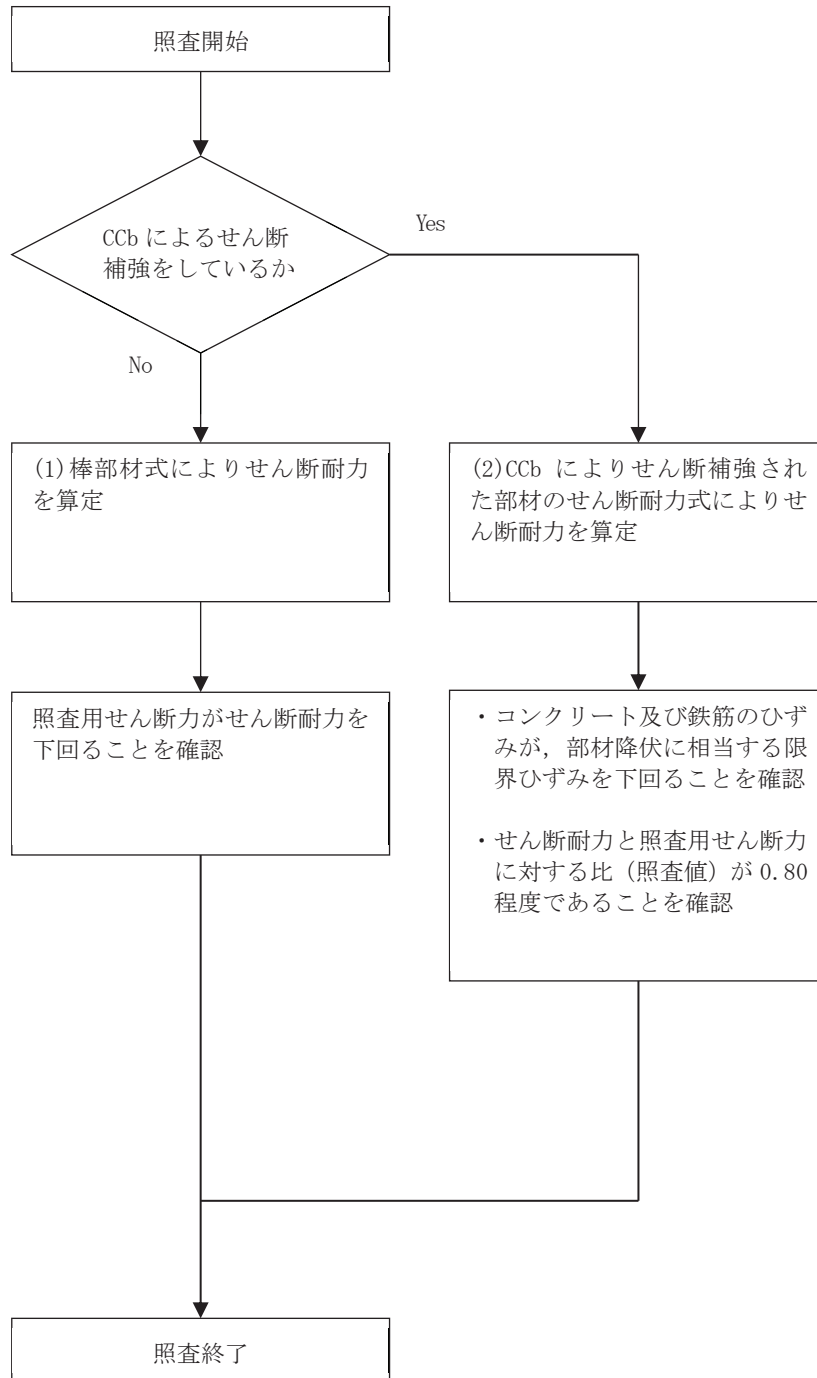 照査開始
CCb によるせん断
補強をしているか
Yes
No
(1)棒部材式によりせん断耐力
を算定
(2)CCb によりせん断補強され
た部材のせん断耐力式によりせ
ん断耐力を算定
照査用せん断力がせん断耐力を
下回ることを確認
・コンクリート及び鉄筋のひず
みが，部材降伏に相当する限
界ひずみを下回ることを確認
・せん断耐力と照査用せん断力
に対する比（照査値）が 0.80
程度であることを確認
照査終了